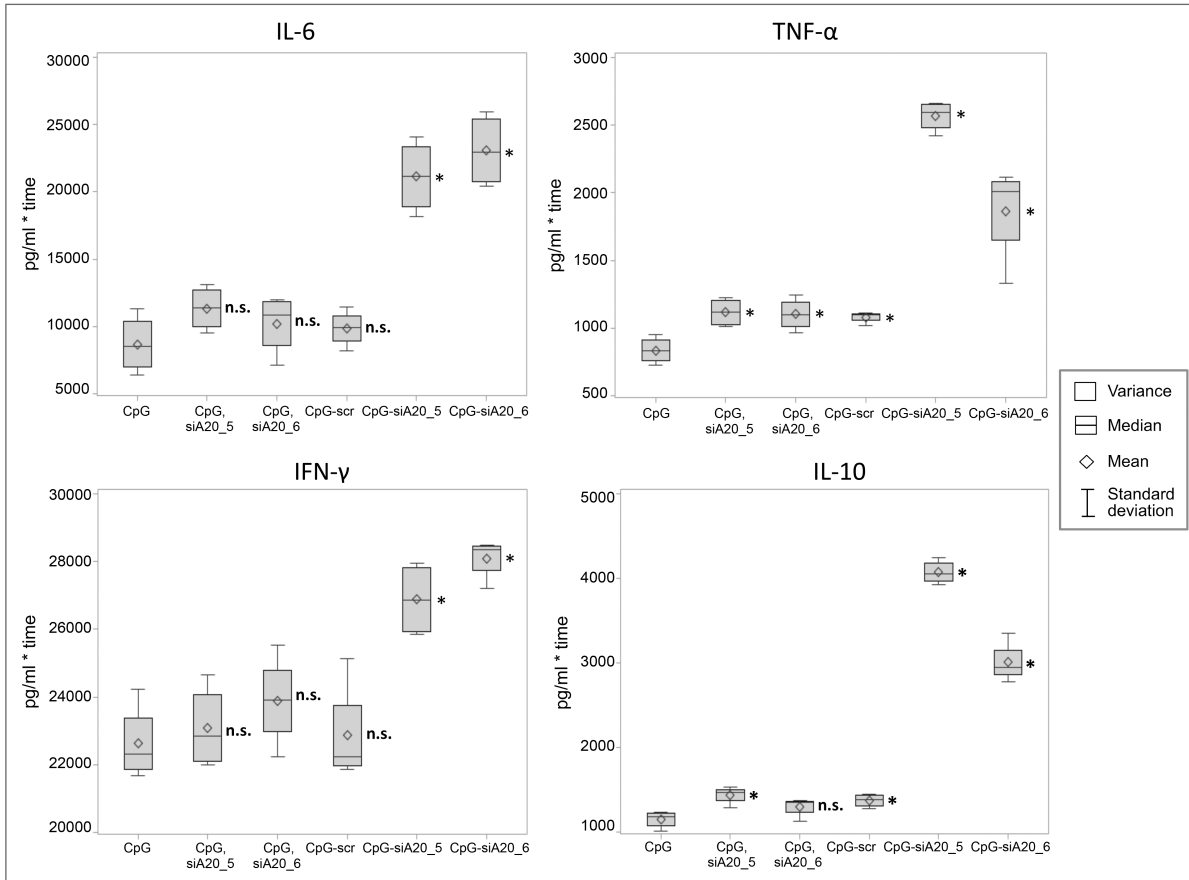 IL-6
30000
25000
20000
15000
10000
5000
pg/ml * time
n.s.
n.s.
n.s.
*
*
CpG
CpG,
siA20_5
CpG,
siA20_6
CpG-scr
CpG-siA20_5
CpG-siA20_6
TNF-α
3000
2500
2000
1500
1000
500
pg/ml * time
*
*
*
*
*
CpG
CpG,
siA20_5
CpG,
siA20_6
CpG-scr
CpG-siA20_5
CpG-siA20_6
IFN-γ
30000
28000
26000
24000
22000
20000
pg/ml * time
n.s.
n.s.
n.s.
*
*
CpG
CpG,
siA20_5
CpG,
siA20_6
CpG-scr
CpG-siA20_5
CpG-siA20_6
IL-10
5000
4000
3000
2000
1000
pg/ml * time
*
n.s.
*
*
*
CpG
CpG,
siA20_5
CpG,
siA20_6
CpG-scr
CpG-siA20_5
CpG-siA20_6
Variance
Median
Mean
Standard
deviation